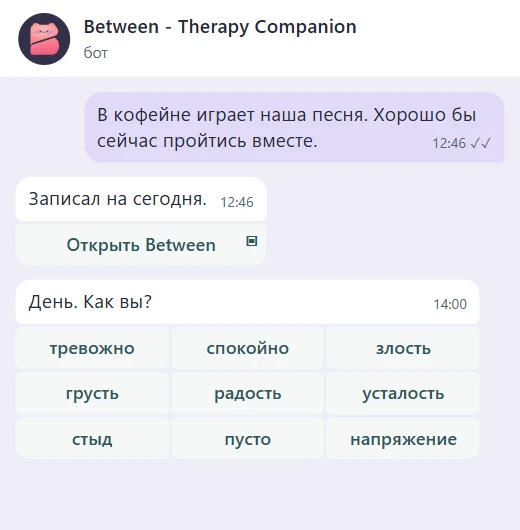 Between - Therapy Companion
бот
В кофейне играет наша песня. Хорошо бы
сейчас пройтись вместе. 12:46
Записал на сегодня. 12:46
Открыть Between
День. Как вы? 14:00
тревожно спокойно злость
грусть радость усталость
стыд пусто напряжение